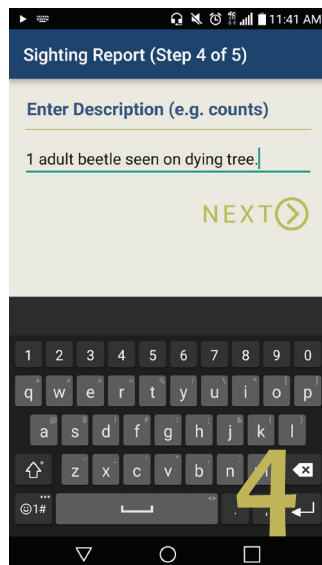 11:41 AM
Sighting Report (Step 4 of 5)
Enter Description (e.g. counts)
1 adult beetle seen on dying tree.
NEXT
1 2 3 4 5 6 7 8 9 0
q w e r t y u i o p
a s d f g h j k l
z x c v b n
1#
4